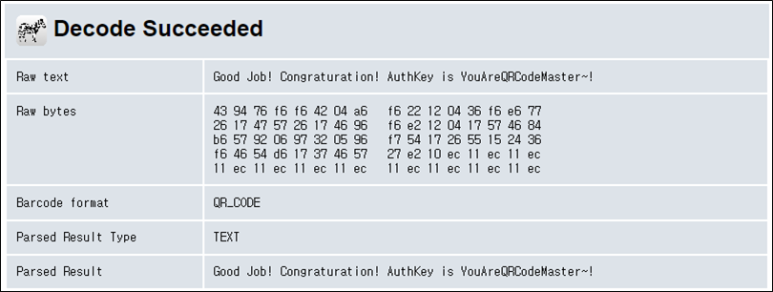 Decode Succeeded
Raw text Good Job! Congraturation! AuthKey is YouAreQRCodeMaster~!
Raw bytes 43 94 76 f6 f6 42 04 a6 f6 22 12 04 36 f6 e6 77
26 17 47 57 26 17 46 96 f6 e2 12 04 17 57 46 84
b6 57 92 06 97 32 05 96 f7 54 17 26 55 15 24 36
f6 46 54 d6 17 37 46 57 27 e2 10 ec 11 ec 11 ec
11 ec 11 ec 11 ec 11 ec 11 ec 11 ec 11 ec 11 ec
Barcode format QR_CODE
Parsed Result Type TEXT
Parsed Result Good Job! Congraturation! AuthKey is YouAreQRCodeMaster~!